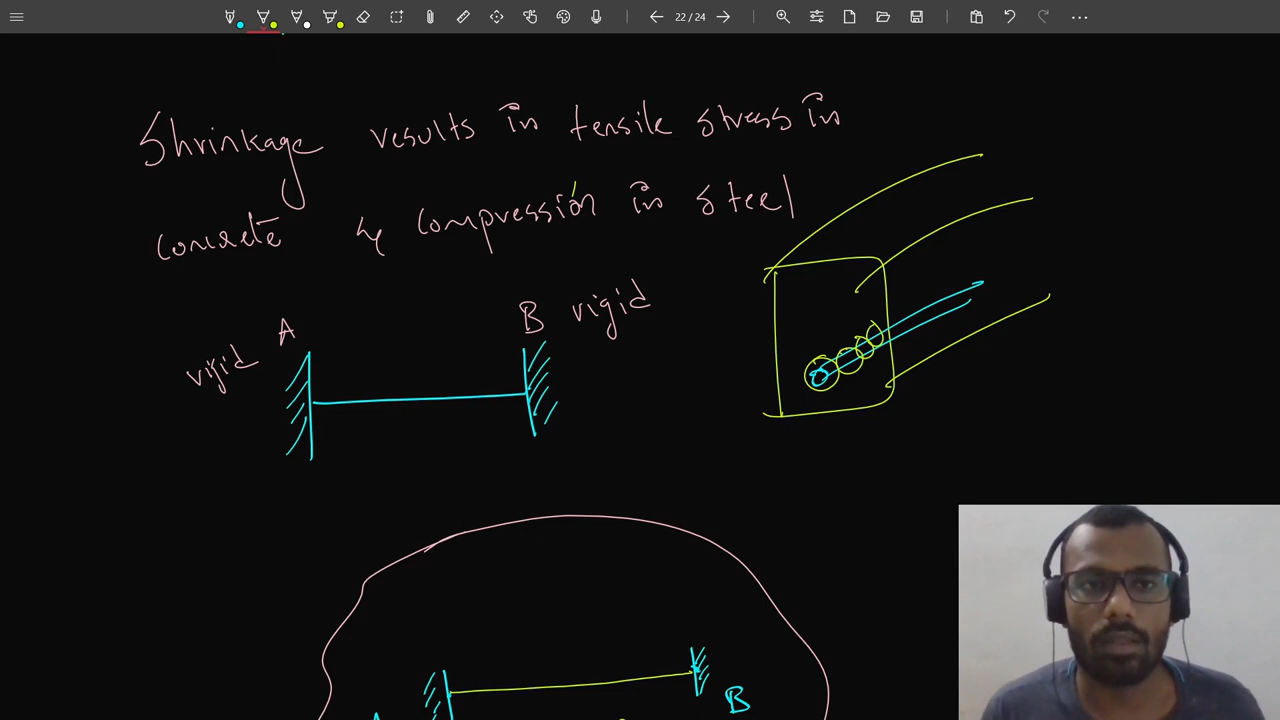 22 / 24
Shrinkage results in tensile stress in
concrete & compression in steel
A
rigid
B rigid
B